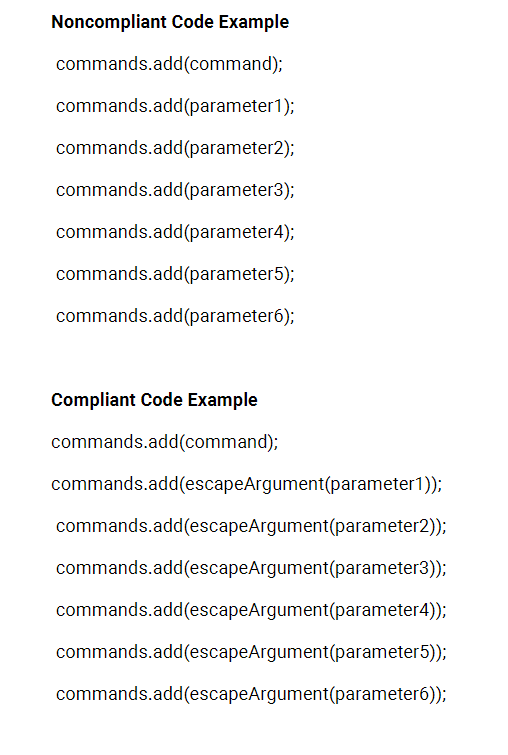 Noncompliant Code Example
commands.add(command);
commands.add(parameter1);
commands.add(parameter2);
commands.add(parameter3);
commands.add(parameter4);
commands.add(parameter5);
commands.add(parameter6);
Compliant Code Example
commands.add(command);
commands.add(escapeArgument(parameter1));
commands.add(escapeArgument(parameter2));
commands.add(escapeArgument(parameter3));
commands.add(escapeArgument(parameter4));
commands.add(escapeArgument(parameter5));
commands.add(escapeArgument(parameter6));